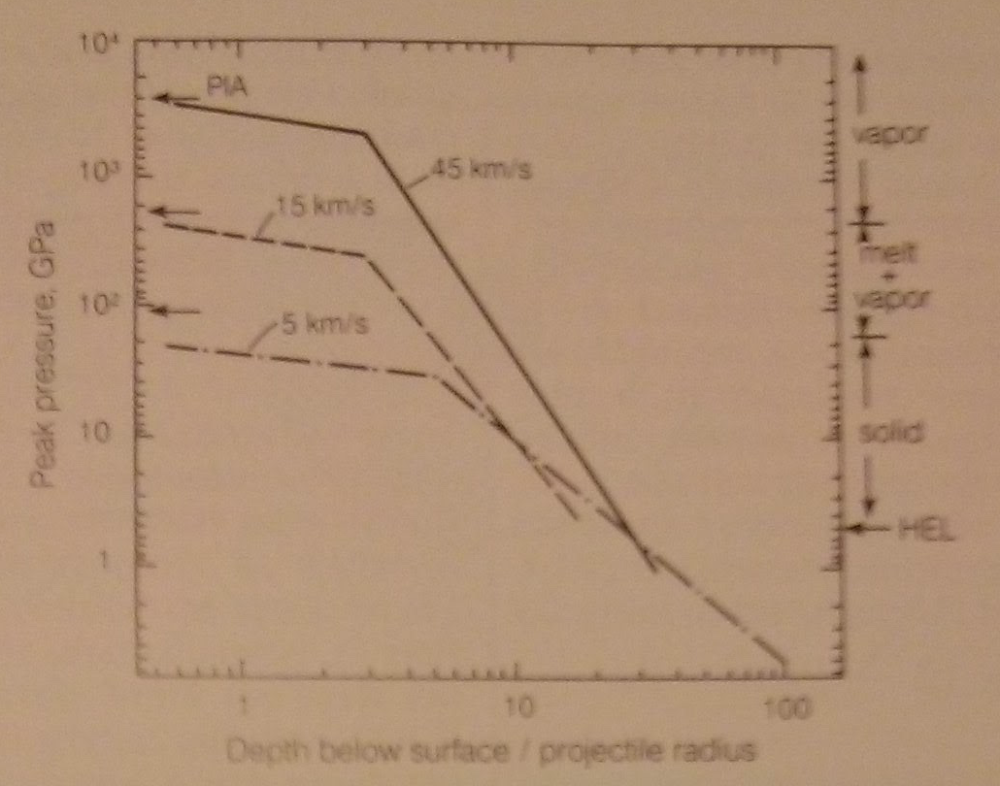 10⁴
PIA
vapor
10³
45 km/s
15 km/s
melt
+
vapor
10²
5 km/s
Peak pressure, GPa
10
solid
HEL
1
1
10
100
Depth below surface / projectile radius